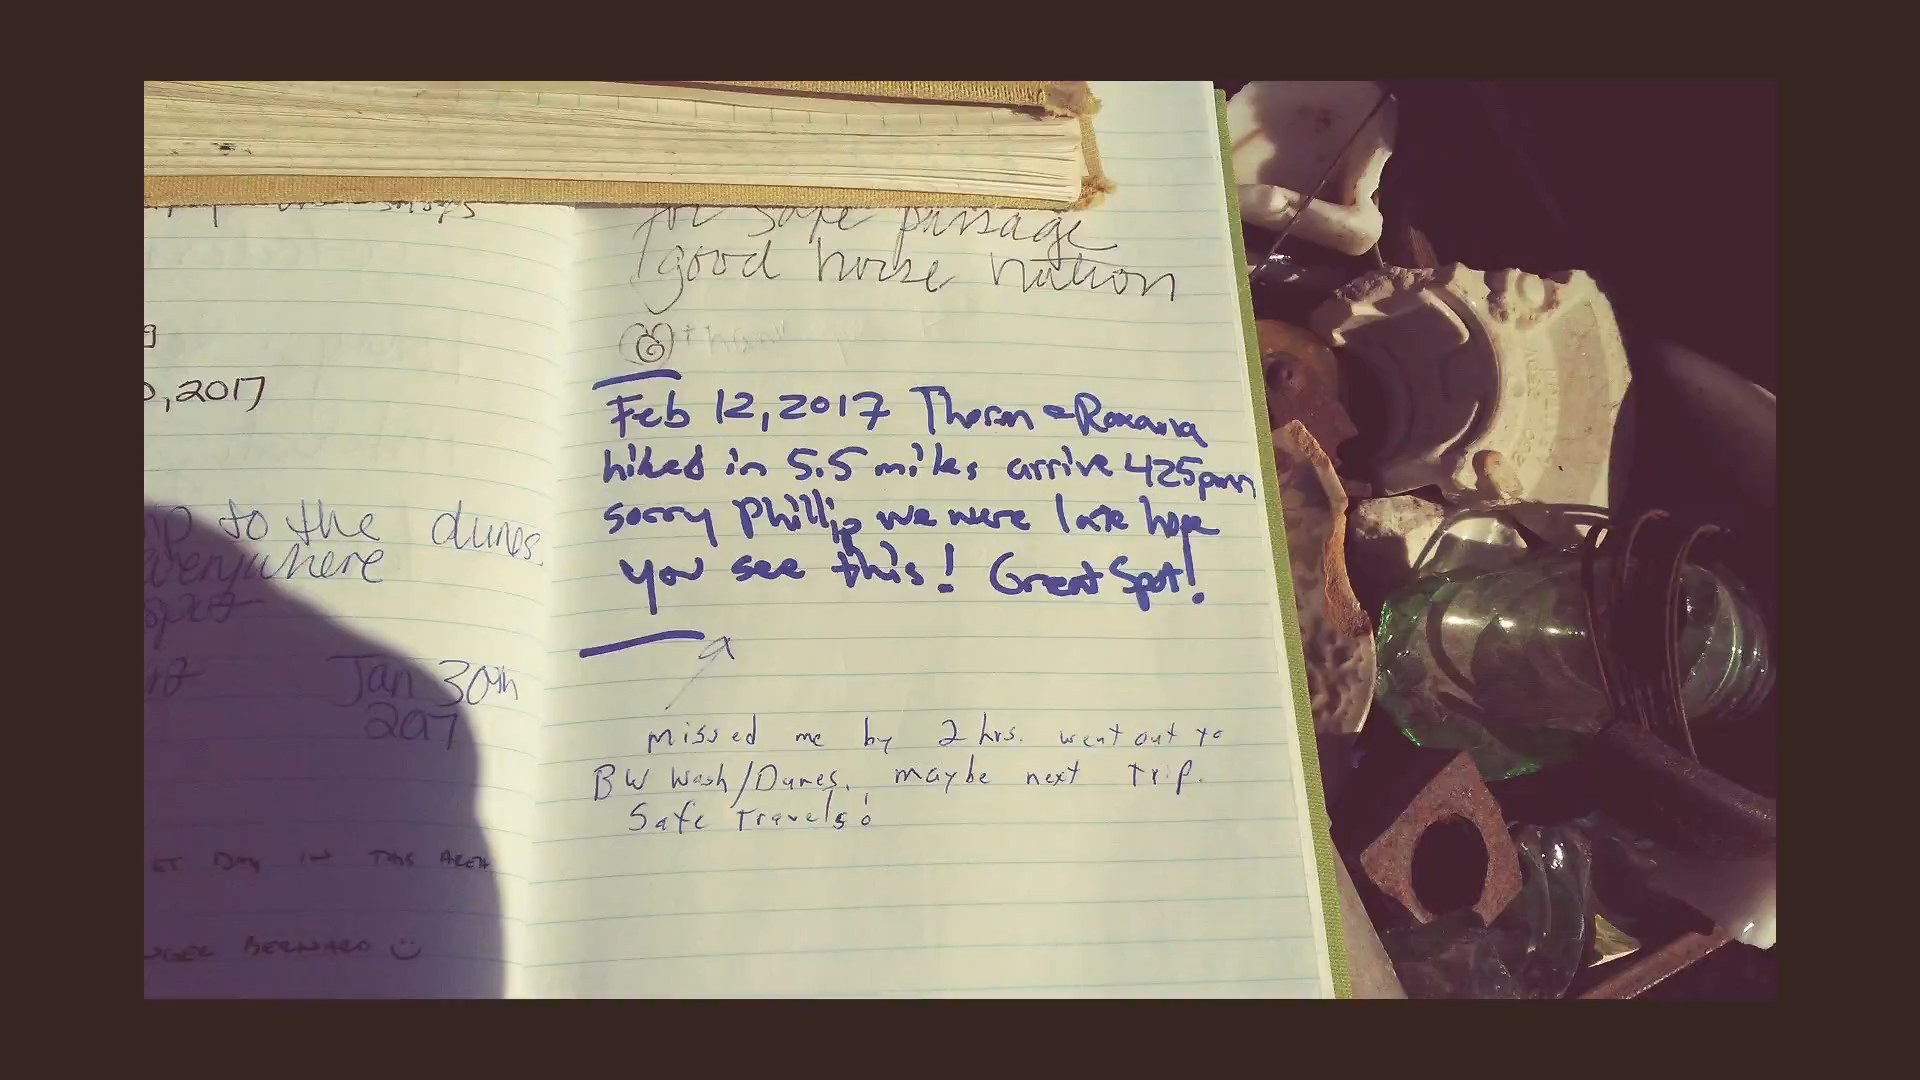 for safe passage
good horse nation
Feb 12, 2017 Thorm & Roxana
hiked in 5.5 miles arrive 425pm
sorry Phillip we were late hope
you see this! Great Spot!
missed me by 2 hrs. went out to
BW Wash/Dunes, maybe next trip.
Safe Travels!
, 2017
to the dunes
everywhere
spot
Jan 30th
2017
DAY IN THIS AREA
BERNARD